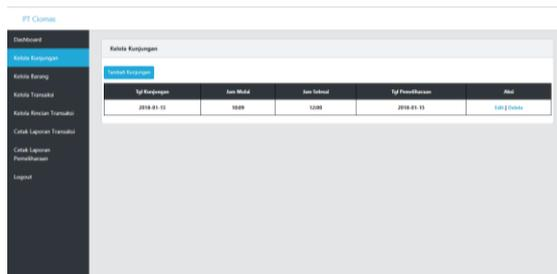 PT Ciomas
Dashboard
Kelola Kunjungan
Kelola Barang
Kelola Transaksi
Kelola Rincian Transaksi
Cetak Laporan Transaksi
Cetak Laporan
Pemeliharaan
Logout
Kelola Kunjungan
Tambah Kunjungan
Tgl Kunjungan Jam Mulai Jam Selesai Tgl Pemeliharaan Aksi
2018-01-15 10:09 12:00 2018-01-15 Edit | Delete